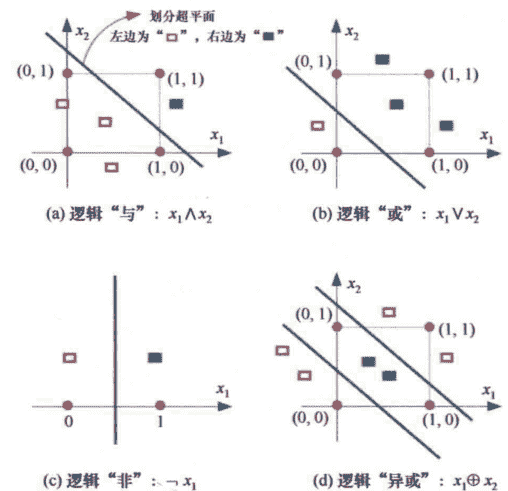 划分超平面
左边为“□”，右边为“■”
x₂
(0, 1)
(1, 1)
x₁
(0, 0)
(1, 0)
(a) 逻辑“与”：x₁∧x₂
x₂
(0, 1)
(1, 1)
x₁
(0, 0)
(1, 0)
(b) 逻辑“或”：x₁∨x₂
x₁
0
1
(c) 逻辑“非”：¬x₁
x₂
(0, 1)
(1, 1)
x₁
(0, 0)
(1, 0)
(d) 逻辑“异或”：x₁⊕x₂